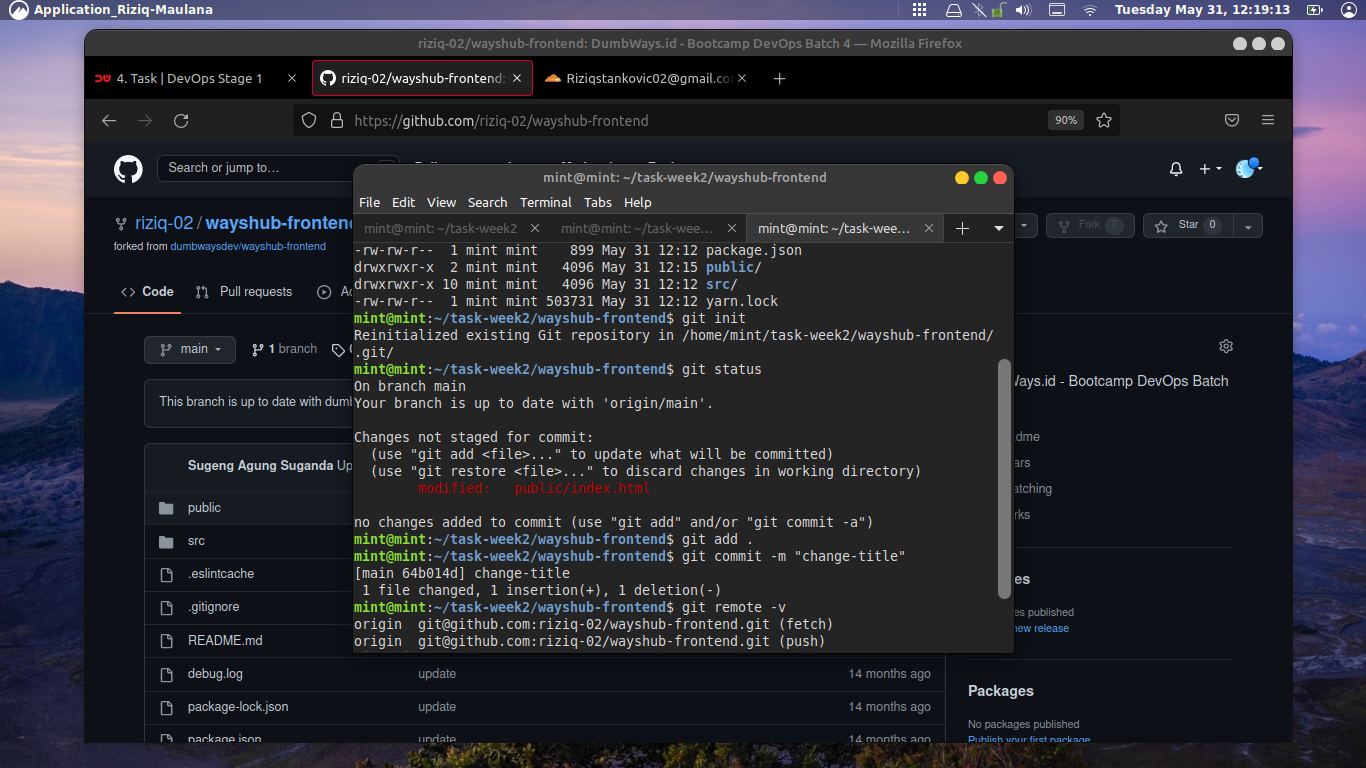 Application_Riziq-Maulana
Tuesday May 31, 12:19:13
riziq-02/wayshub-frontend: DumbWays.id - Bootcamp DevOps Batch 4 — Mozilla Firefox
4. Task | DevOps Stage 1
riziq-02/wayshub-frontend:
Riziqstankovic02@gmail.co
https://github.com/riziq-02/wayshub-frontend
90%
Search or jump to…
riziq-02 / wayshub-frontend
forked from dumbwaysdev/wayshub-frontend
Fork 7
Star 0
Code
Pull requests
main
1 branch
This branch is up to date with
Sugeng Agung Suganda
public
src
.eslintcache
.gitignore
README.md
debug.log
update
14 months ago
package-lock.json
update
14 months ago
package.json
update
14 months ago
mint@mint: ~/task-week2/wayshub-frontend
File Edit View Search Terminal Tabs Help
mint@mint: ~/task-week2
mint@mint: ~/task-wee…
mint@mint: ~/task-wee…
-rw-rw-r-- 1 mint mint 899 May 31 12:12 package.json
drwxrwxr-x 2 mint mint 4096 May 31 12:15 public/
drwxrwxr-x 10 mint mint 4096 May 31 12:12 src/
-rw-rw-r-- 1 mint mint 503731 May 31 12:12 yarn.lock
mint@mint:~/task-week2/wayshub-frontend$ git init
Reinitialized existing Git repository in /home/mint/task-week2/wayshub-frontend/
.git/
mint@mint:~/task-week2/wayshub-frontend$ git status
On branch main
Your branch is up to date with 'origin/main'.
Changes not staged for commit:
(use "git add <file>..." to update what will be committed)
(use "git restore <file>..." to discard changes in working directory)
modified: public/index.html
no changes added to commit (use "git add" and/or "git commit -a")
mint@mint:~/task-week2/wayshub-frontend$ git add .
mint@mint:~/task-week2/wayshub-frontend$ git commit -m "change-title"
[main 64b014d] change-title
1 file changed, 1 insertion(+), 1 deletion(-)
mint@mint:~/task-week2/wayshub-frontend$ git remote -v
origin git@github.com:riziq-02/wayshub-frontend.git (fetch)
origin git@github.com:riziq-02/wayshub-frontend.git (push)
Ways.id - Bootcamp DevOps Batch
published
new release
Packages
No packages published
Publish your first package